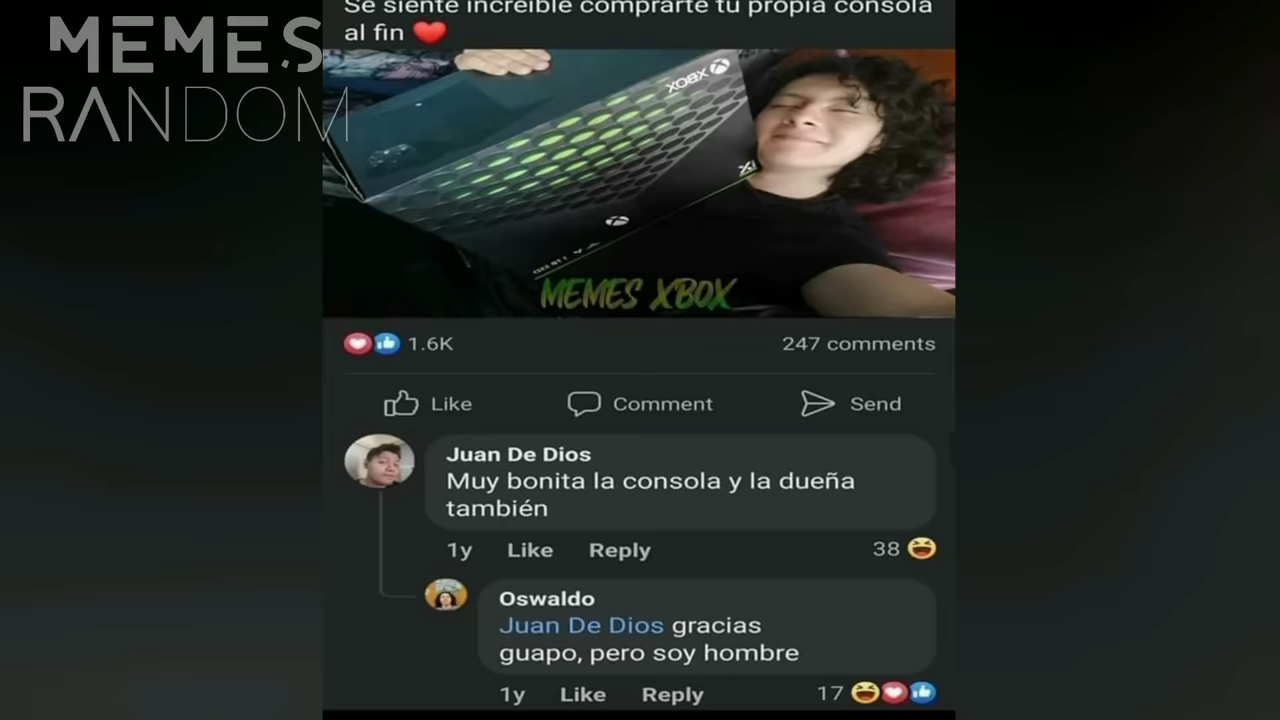 Se siente increíble comprarte tu propia consola
al fin ❤️
MEMES
RANDOM
XBOX
MEMES XBOX
1.6K
247 comments
Like
Comment
Send
Juan De Dios
Muy bonita la consola y la dueña
también
1y Like Reply
38
Oswaldo
Juan De Dios gracias
guapo, pero soy hombre
1y Like Reply
17